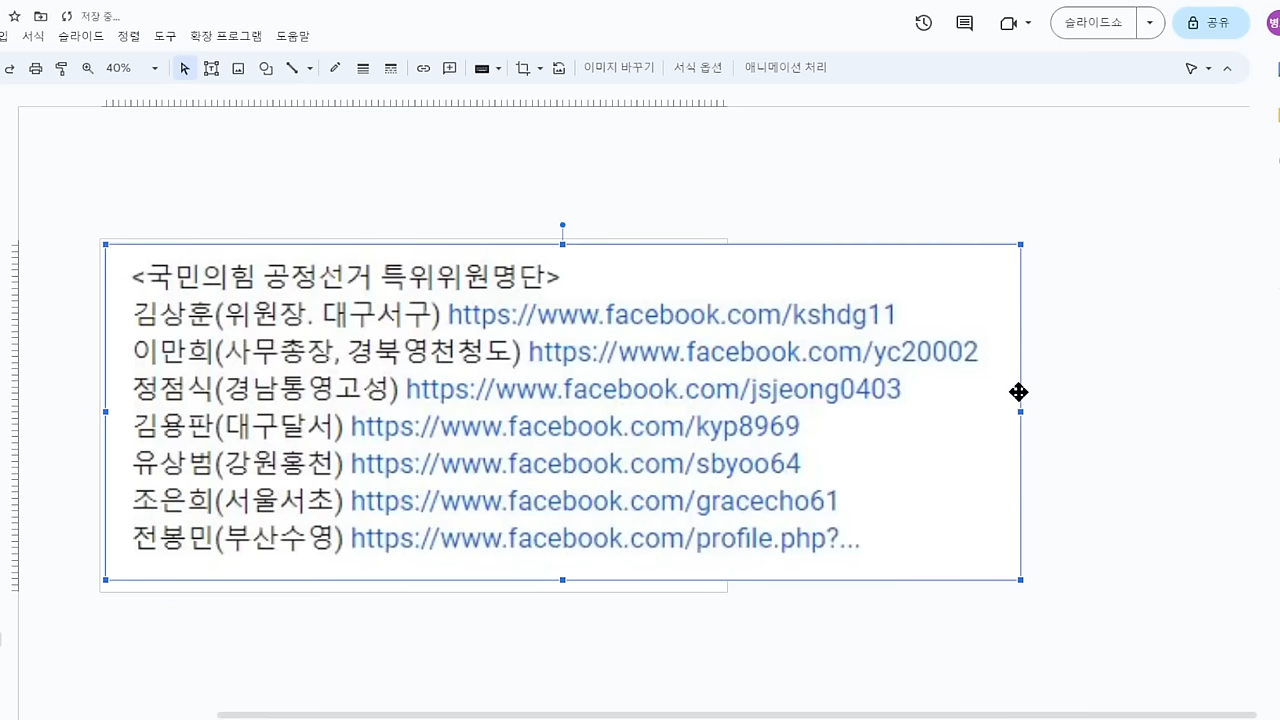 저장 중...
입 서식 슬라이드 정렬 도구 확장 프로그램 도움말
슬라이드쇼 공유 병
40% 이미지 바꾸기 서식 옵션 애니메이션 처리
<국민의힘 공정선거 특위위원명단>
김상훈(위원장. 대구서구) https://www.facebook.com/kshdg11
이만희(사무총장, 경북영천청도) https://www.facebook.com/yc20002
정점식(경남통영고성) https://www.facebook.com/jsjeong0403
김용판(대구달서) https://www.facebook.com/kyp8969
유상범(강원홍천) https://www.facebook.com/sbyoo64
조은희(서울서초) https://www.facebook.com/gracecho61
전봉민(부산수영) https://www.facebook.com/profile.php?...